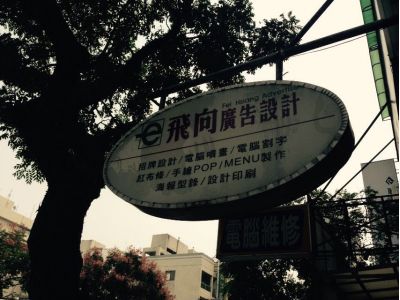 e 飛向廣告設計
Fei Hsiang Advertising
招牌設計/電腦噴畫/電腦割字
紅布條/手繪POP/MENU製作
海報型錄/設計印刷
電腦維修